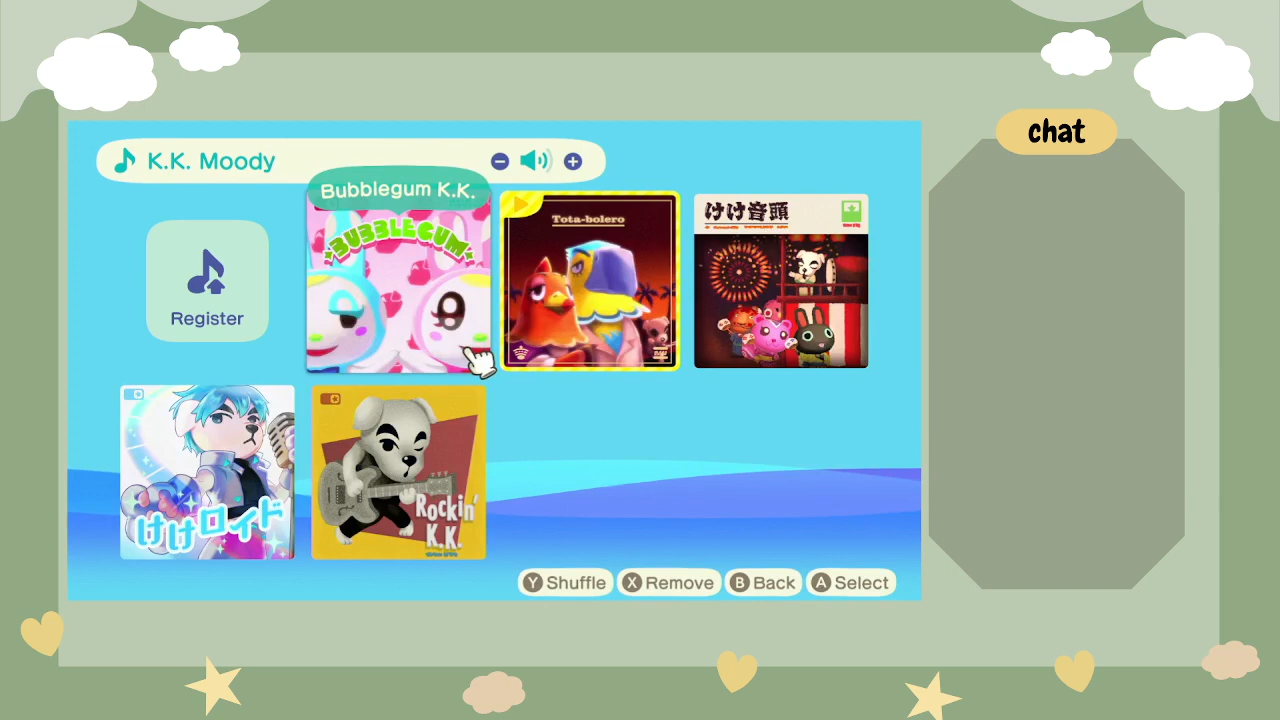 chat
K.K. Moody
Bubblegum K.K.
BUBBLEGUM
Tota-bolero
けけ音頭
Register
けけロイド
Rockin'
K.K.
Y Shuffle
X Remove
B Back
A Select